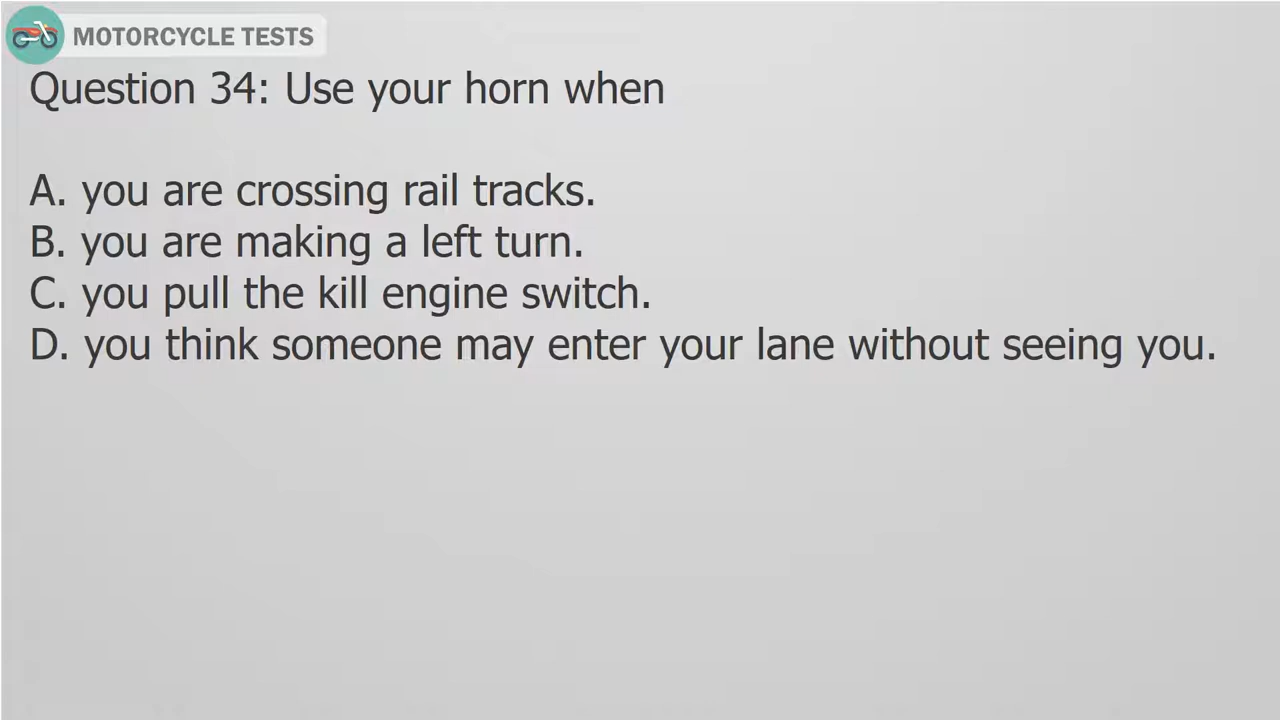 MOTORCYCLE TESTS
Question 34: Use your horn when
A. you are crossing rail tracks.
B. you are making a left turn.
C. you pull the kill engine switch.
D. you think someone may enter your lane without seeing you.